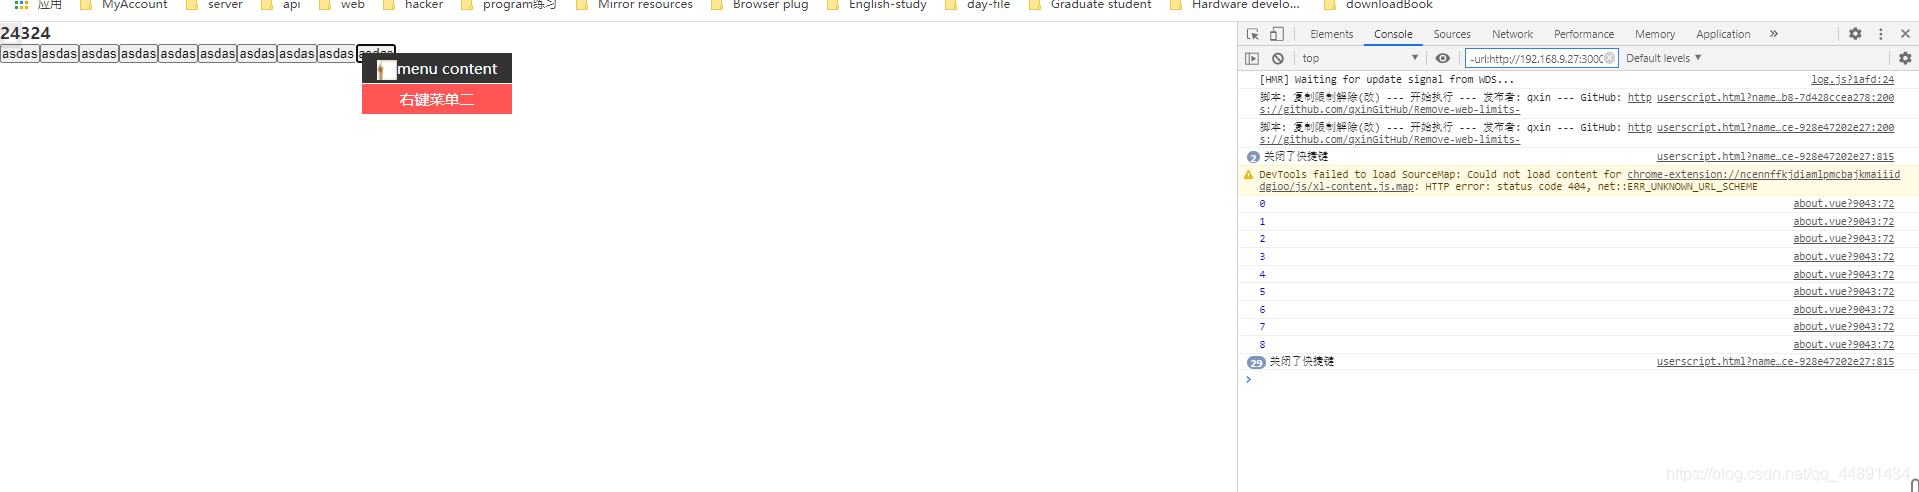 应用 MyAccount server api web hacker program练习 Mirror resources Browser plug English-study day-file Graduate student Hardware develo... downloadBook
24324
asdas asdas asdas asdas asdas asdas asdas asdas asdas asdas
menu content
右键菜单二
Elements Console Sources Network Performance Memory Application »
top -url:http://192.168.9.27:3000 Default levels ▼
[HMR] Waiting for update signal from WDS... log.js?1afd:24
脚本: 复制限制解除(改) --- 开始执行 --- 发布者: qxin --- GitHub: http userscript.html?name…b8-7d428ccea278:200
s://github.com/qxinGitHub/Remove-web-limits-
脚本: 复制限制解除(改) --- 开始执行 --- 发布者: qxin --- GitHub: http userscript.html?name…ce-928e47202e27:200
s://github.com/qxinGitHub/Remove-web-limits-
2 关闭了快捷键 userscript.html?name…ce-928e47202e27:815
DevTools failed to load SourceMap: Could not load content for chrome-extension://ncennffkjdiamlpmcbajkmaiiid
dgioo/js/xl-content.js.map: HTTP error: status code 404, net::ERR_UNKNOWN_URL_SCHEME
0 about.vue?9043:72
1 about.vue?9043:72
2 about.vue?9043:72
3 about.vue?9043:72
4 about.vue?9043:72
5 about.vue?9043:72
6 about.vue?9043:72
7 about.vue?9043:72
8 about.vue?9043:72
29 关闭了快捷键 userscript.html?name…ce-928e47202e27:815
https://blog.csdn.net/qq_44891434